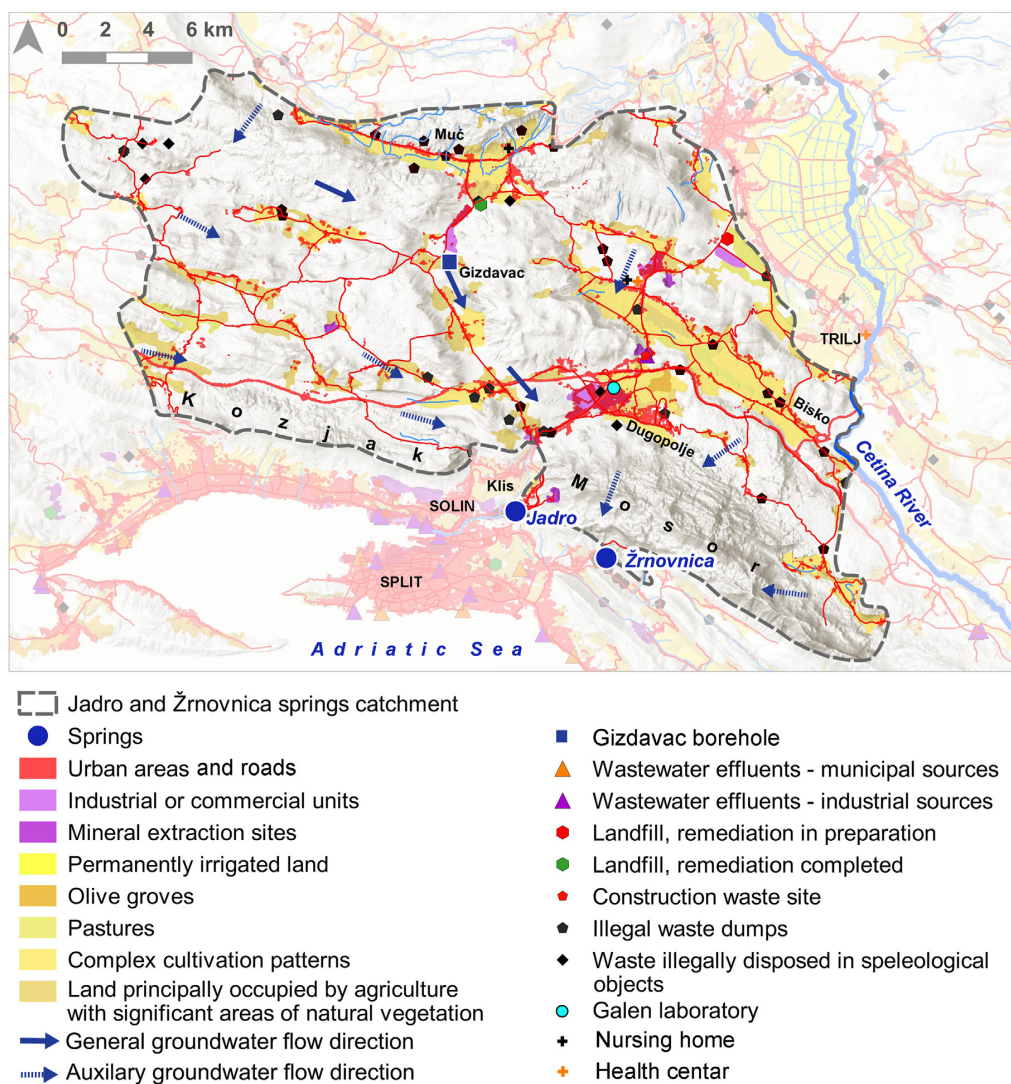 0 2 4 6 km
Muć
Gizdavac
TRILJ
Bisko
Kozjak
Dugopolje
Cetina River
Klis
Mosor
SOLIN
Jadro
Žrnovnica
SPLIT
Adriatic Sea
Jadro and Žrnovnica springs catchment
Springs
Urban areas and roads
Industrial or commercial units
Mineral extraction sites
Permanently irrigated land
Olive groves
Pastures
Complex cultivation patterns
Land principally occupied by agriculture
with significant areas of natural vegetation
General groundwater flow direction
Auxilary groundwater flow direction
Gizdavac borehole
Wastewater effluents - municipal sources
Wastewater effluents - industrial sources
Landfill, remediation in preparation
Landfill, remediation completed
Construction waste site
Illegal waste dumps
Waste illegally disposed in speleological
objects
Galen laboratory
Nursing home
Health centar